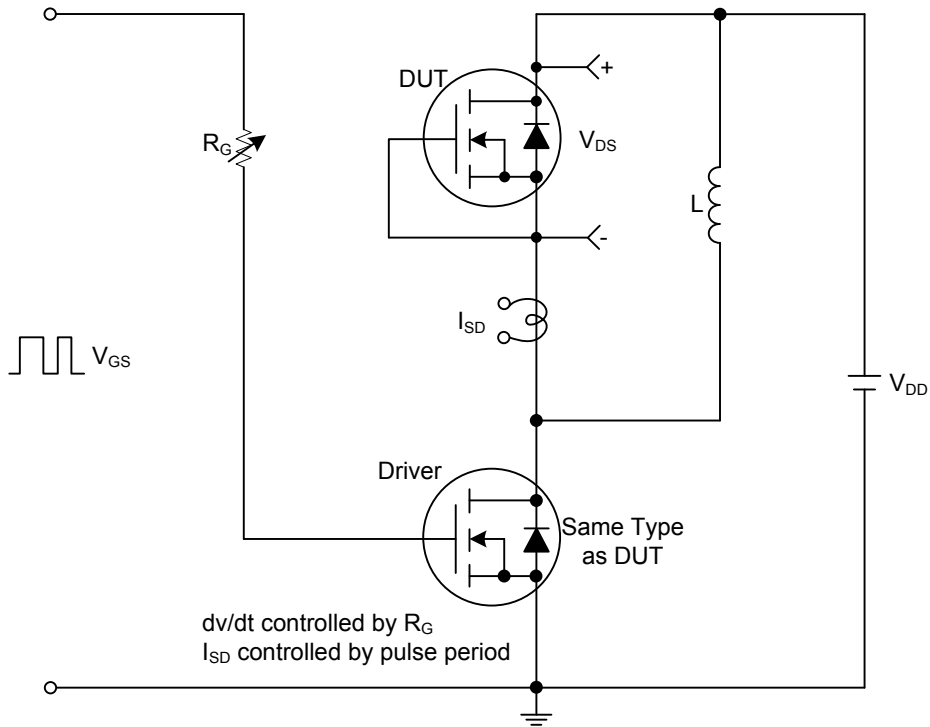 DUT
+
R_G
V_DS
L
-
I_SD
V_GS
V_DD
Driver
Same Type
as DUT
dv/dt controlled by R_G
I_SD controlled by pulse period